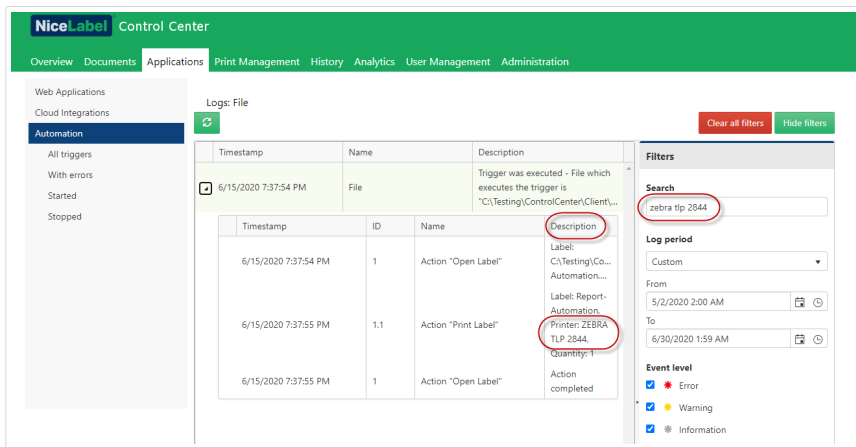 NiceLabel Control Center
Overview Documents Applications Print Management History Analytics User Management Administration
Web Applications
Cloud Integrations
Automation
All triggers
With errors
Started
Stopped
Logs: File
Clear all filters Hide filters
Timestamp Name Description
6/15/2020 7:37:54 PM File
Trigger was executed - File which
executes the trigger is
"C:\Testing\ControlCenter\Client\...
Timestamp ID Name Description
6/15/2020 7:37:54 PM 1 Action "Open Label"
Label:
C:\Testing\Co...
Automation....
6/15/2020 7:37:55 PM 1.1 Action "Print Label"
Label: Report-
Automation,
Printer: ZEBRA
TLP 2844,
Quantity: 1
6/15/2020 7:37:55 PM 1 Action "Open Label"
Action
completed
Filters
Search
zebra tlp 2844
Log period
Custom
From
5/2/2020 2:00 AM
To
6/30/2020 1:59 AM
Event level
Error
Warning
Information